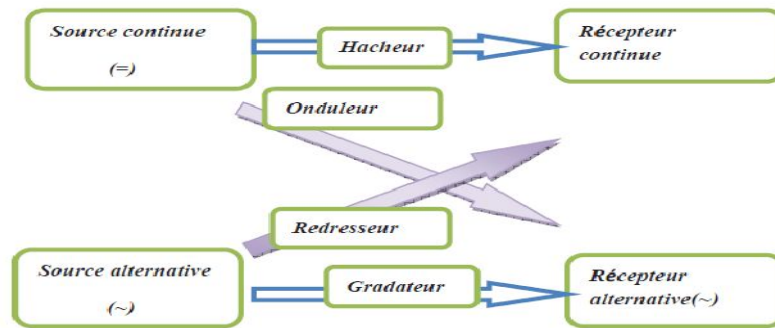 Source continue
(=)
Hacheur
Récepteur
continue
Onduleur
Redresseur
Source alternative
(~)
Gradateur
Récepteur
alternative(~)